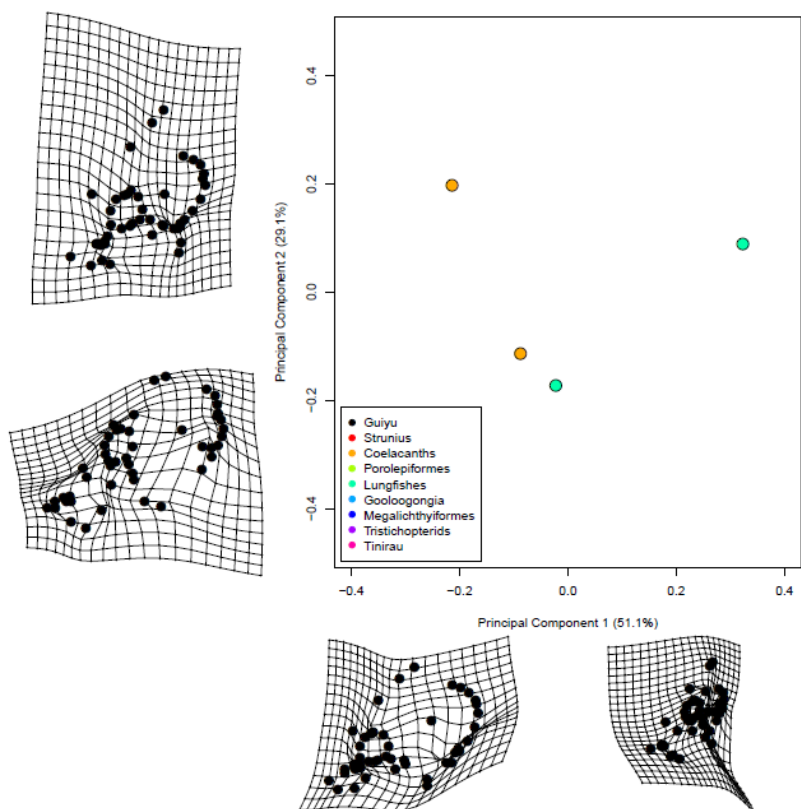 0.4
0.2
0.0
−0.2
−0.4
Principal Component 2 (29.1%)
Guiyu
Strunius
Coelacanths
Porolepiformes
Lungfishes
Gooloogongia
Megalichthyiformes
Tristichopterids
Tinirau
−0.4 −0.2 0.0 0.2 0.4
Principal Component 1 (51.1%)